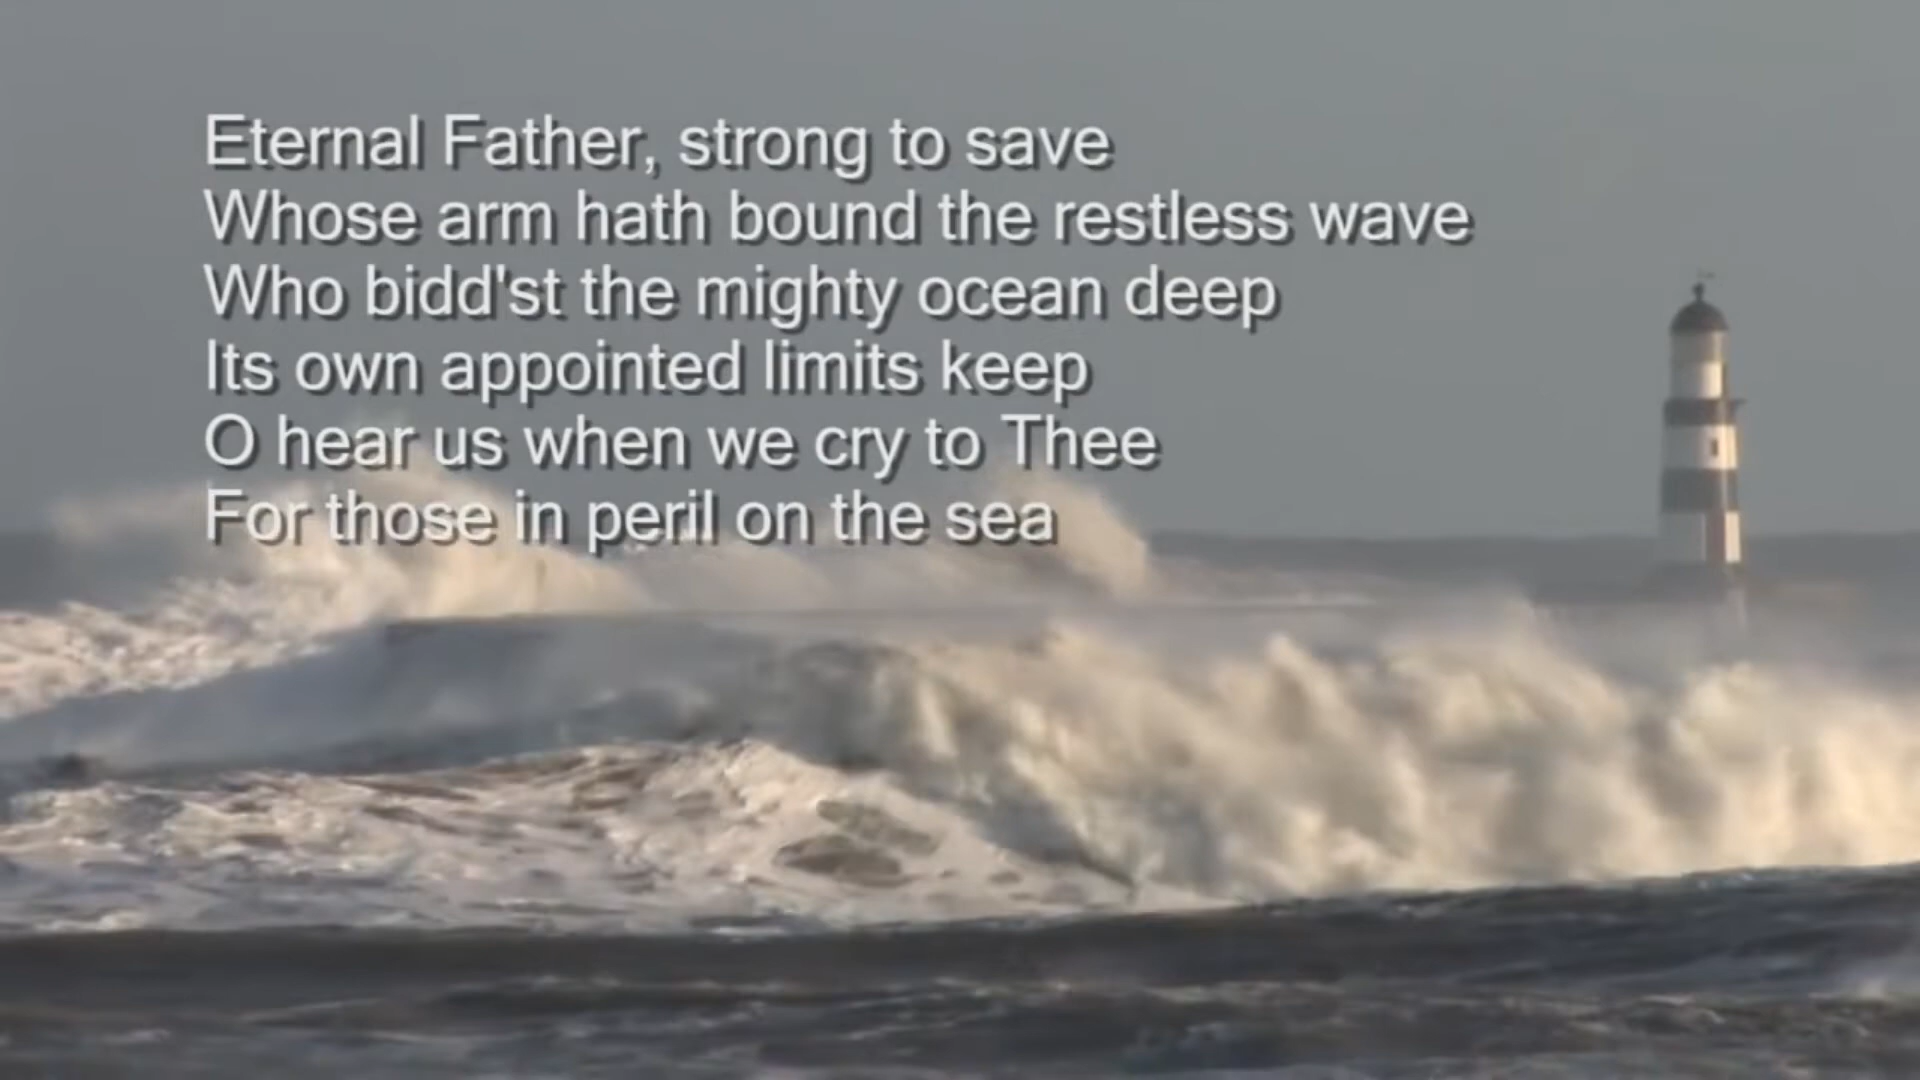 Eternal Father, strong to save
Whose arm hath bound the restless wave
Who bidd'st the mighty ocean deep
Its own appointed limits keep
O hear us when we cry to Thee
For those in peril on the sea